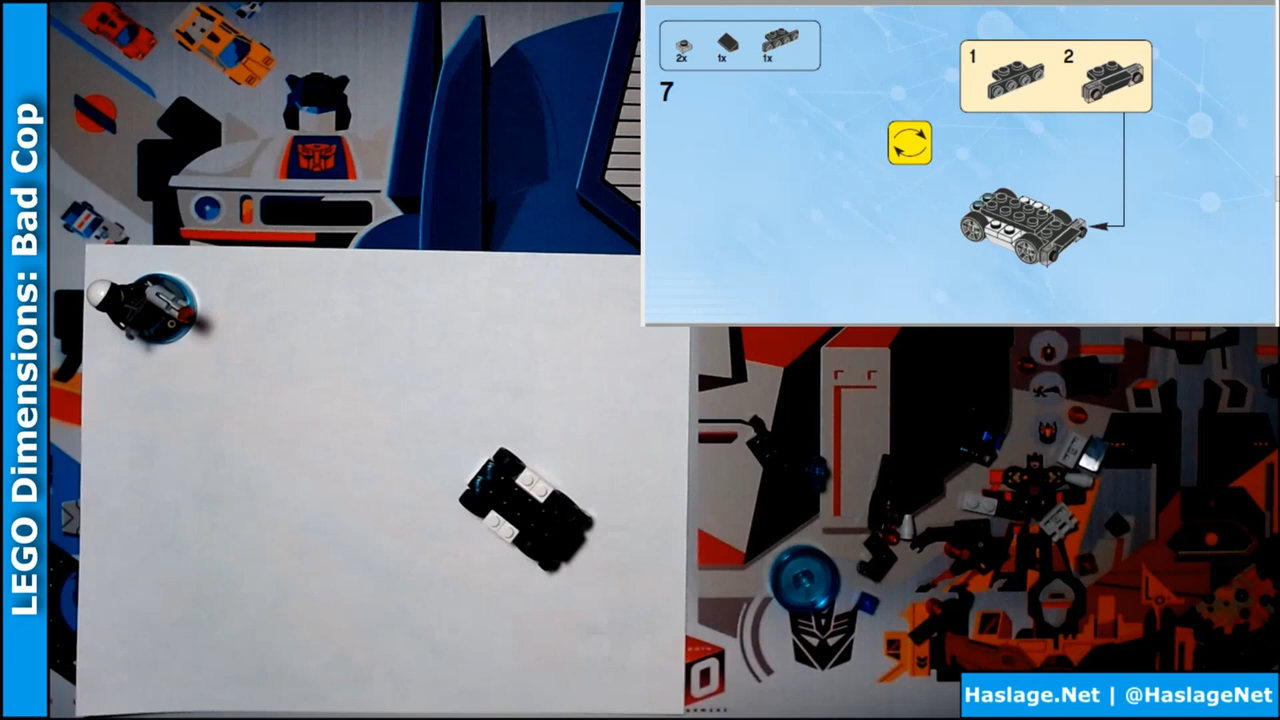 LEGO Dimensions: Bad Cop
2x
1x
1x
7
1
2
Haslage.Net | @HaslageNet